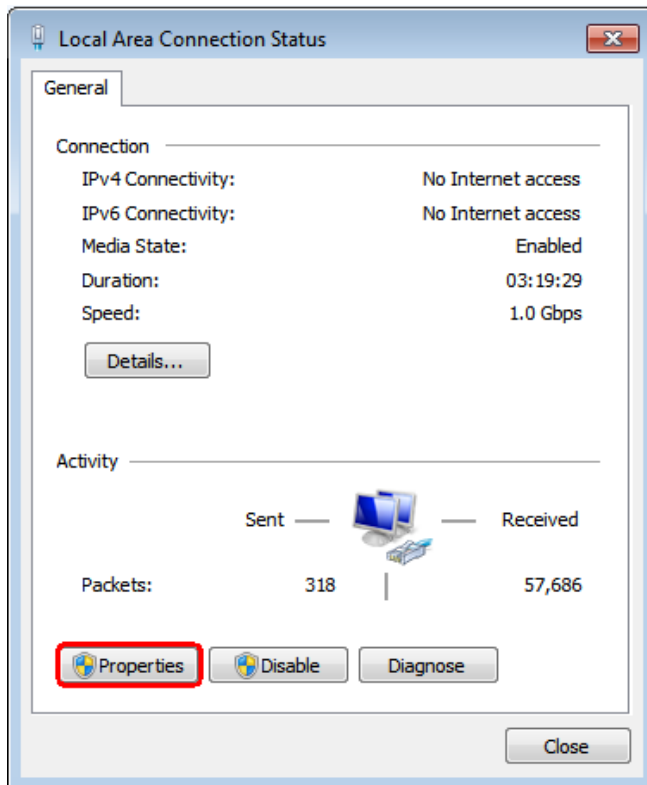 Local Area Connection Status
General
Connection
IPv4 Connectivity: No Internet access
IPv6 Connectivity: No Internet access
Media State: Enabled
Duration: 03:19:29
Speed: 1.0 Gbps
Details...
Activity
Sent Received
Packets: 318 57,686
Properties Disable Diagnose
Close